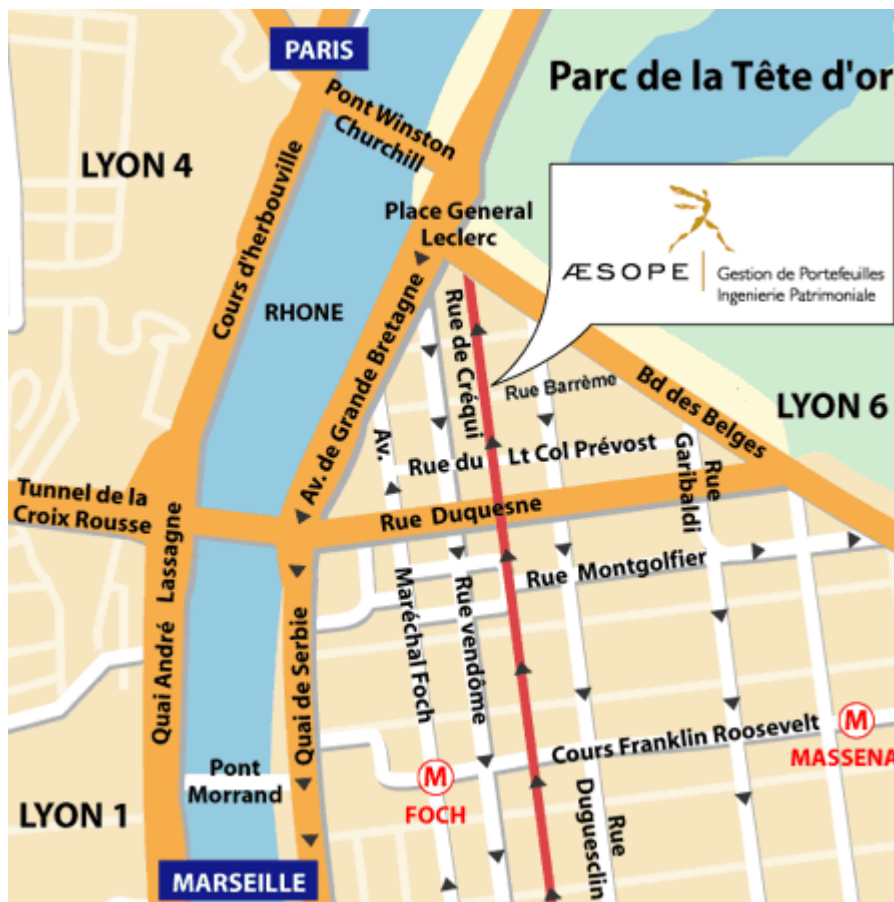 PARIS
Parc de la Tête d'or
Pont Winston
Churchill
LYON 4
Place General
Leclerc
ÆSOPE
Gestion de Portefeuilles
Ingenierie Patrimoniale
Cours d'herbouville
RHONE
Av. de Grande Bretagne
Rue de Créqui
Rue Barrème
Bd des Belges
LYON 6
Av.
Rue du Lt Col Prévost
Rue
Garibaldi
Tunnel de la
Croix Rousse
Rue Duquesne
Quai André Lassagne
Rue Montgolfier
Maréchal Foch
Rue vendôme
Quai de Serbie
Cours Franklin Roosevelt
M
MASSENA
Pont
Morrand
M
FOCH
LYON 1
Rue
Duguesclin
MARSEILLE